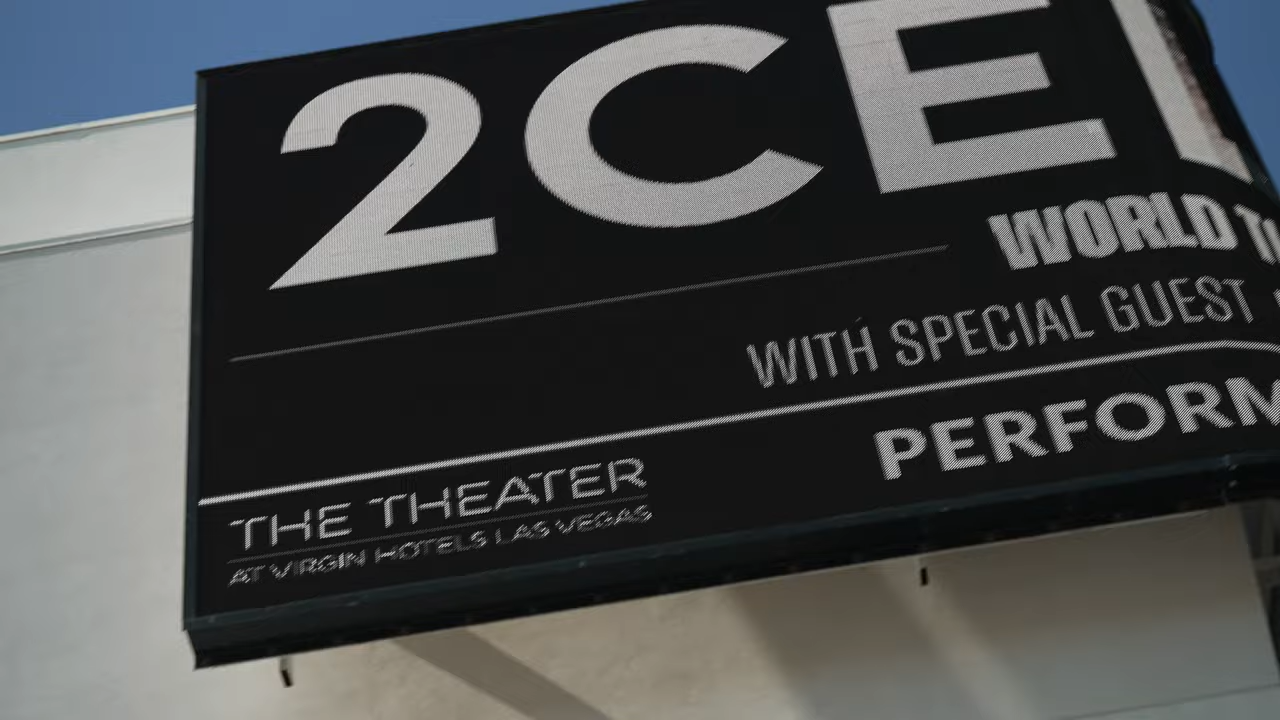 2CE
WORLD
WITH SPECIAL GUEST
PERFORM
THE THEATER
AT VIRGIN HOTELS LAS VEGAS